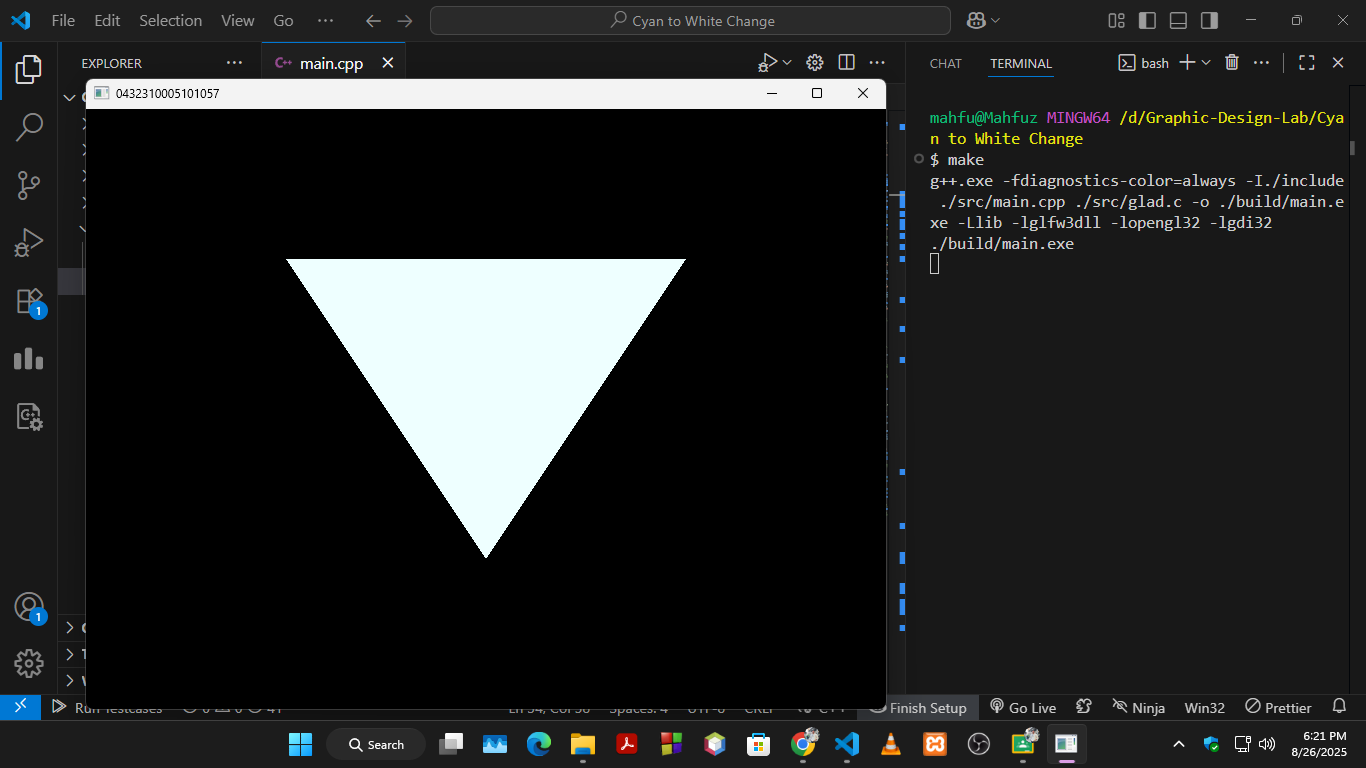 File Edit Selection View Go ···
Cyan to White Change
EXPLORER ···
C++ main.cpp
CHAT TERMINAL
bash
0432310005101057
mahfu@Mahfuz MINGW64 /d/Graphic-Design-Lab/Cya
n to White Change
$ make
g++.exe -fdiagnostics-color=always -I./include
./src/main.cpp ./src/glad.c -o ./build/main.e
xe -Llib -lglfw3dll -lopengl32 -lgdi32
./build/main.exe
1
1
Finish Setup Go Live Ninja Win32 Prettier
Search
6:21 PM
8/26/2025